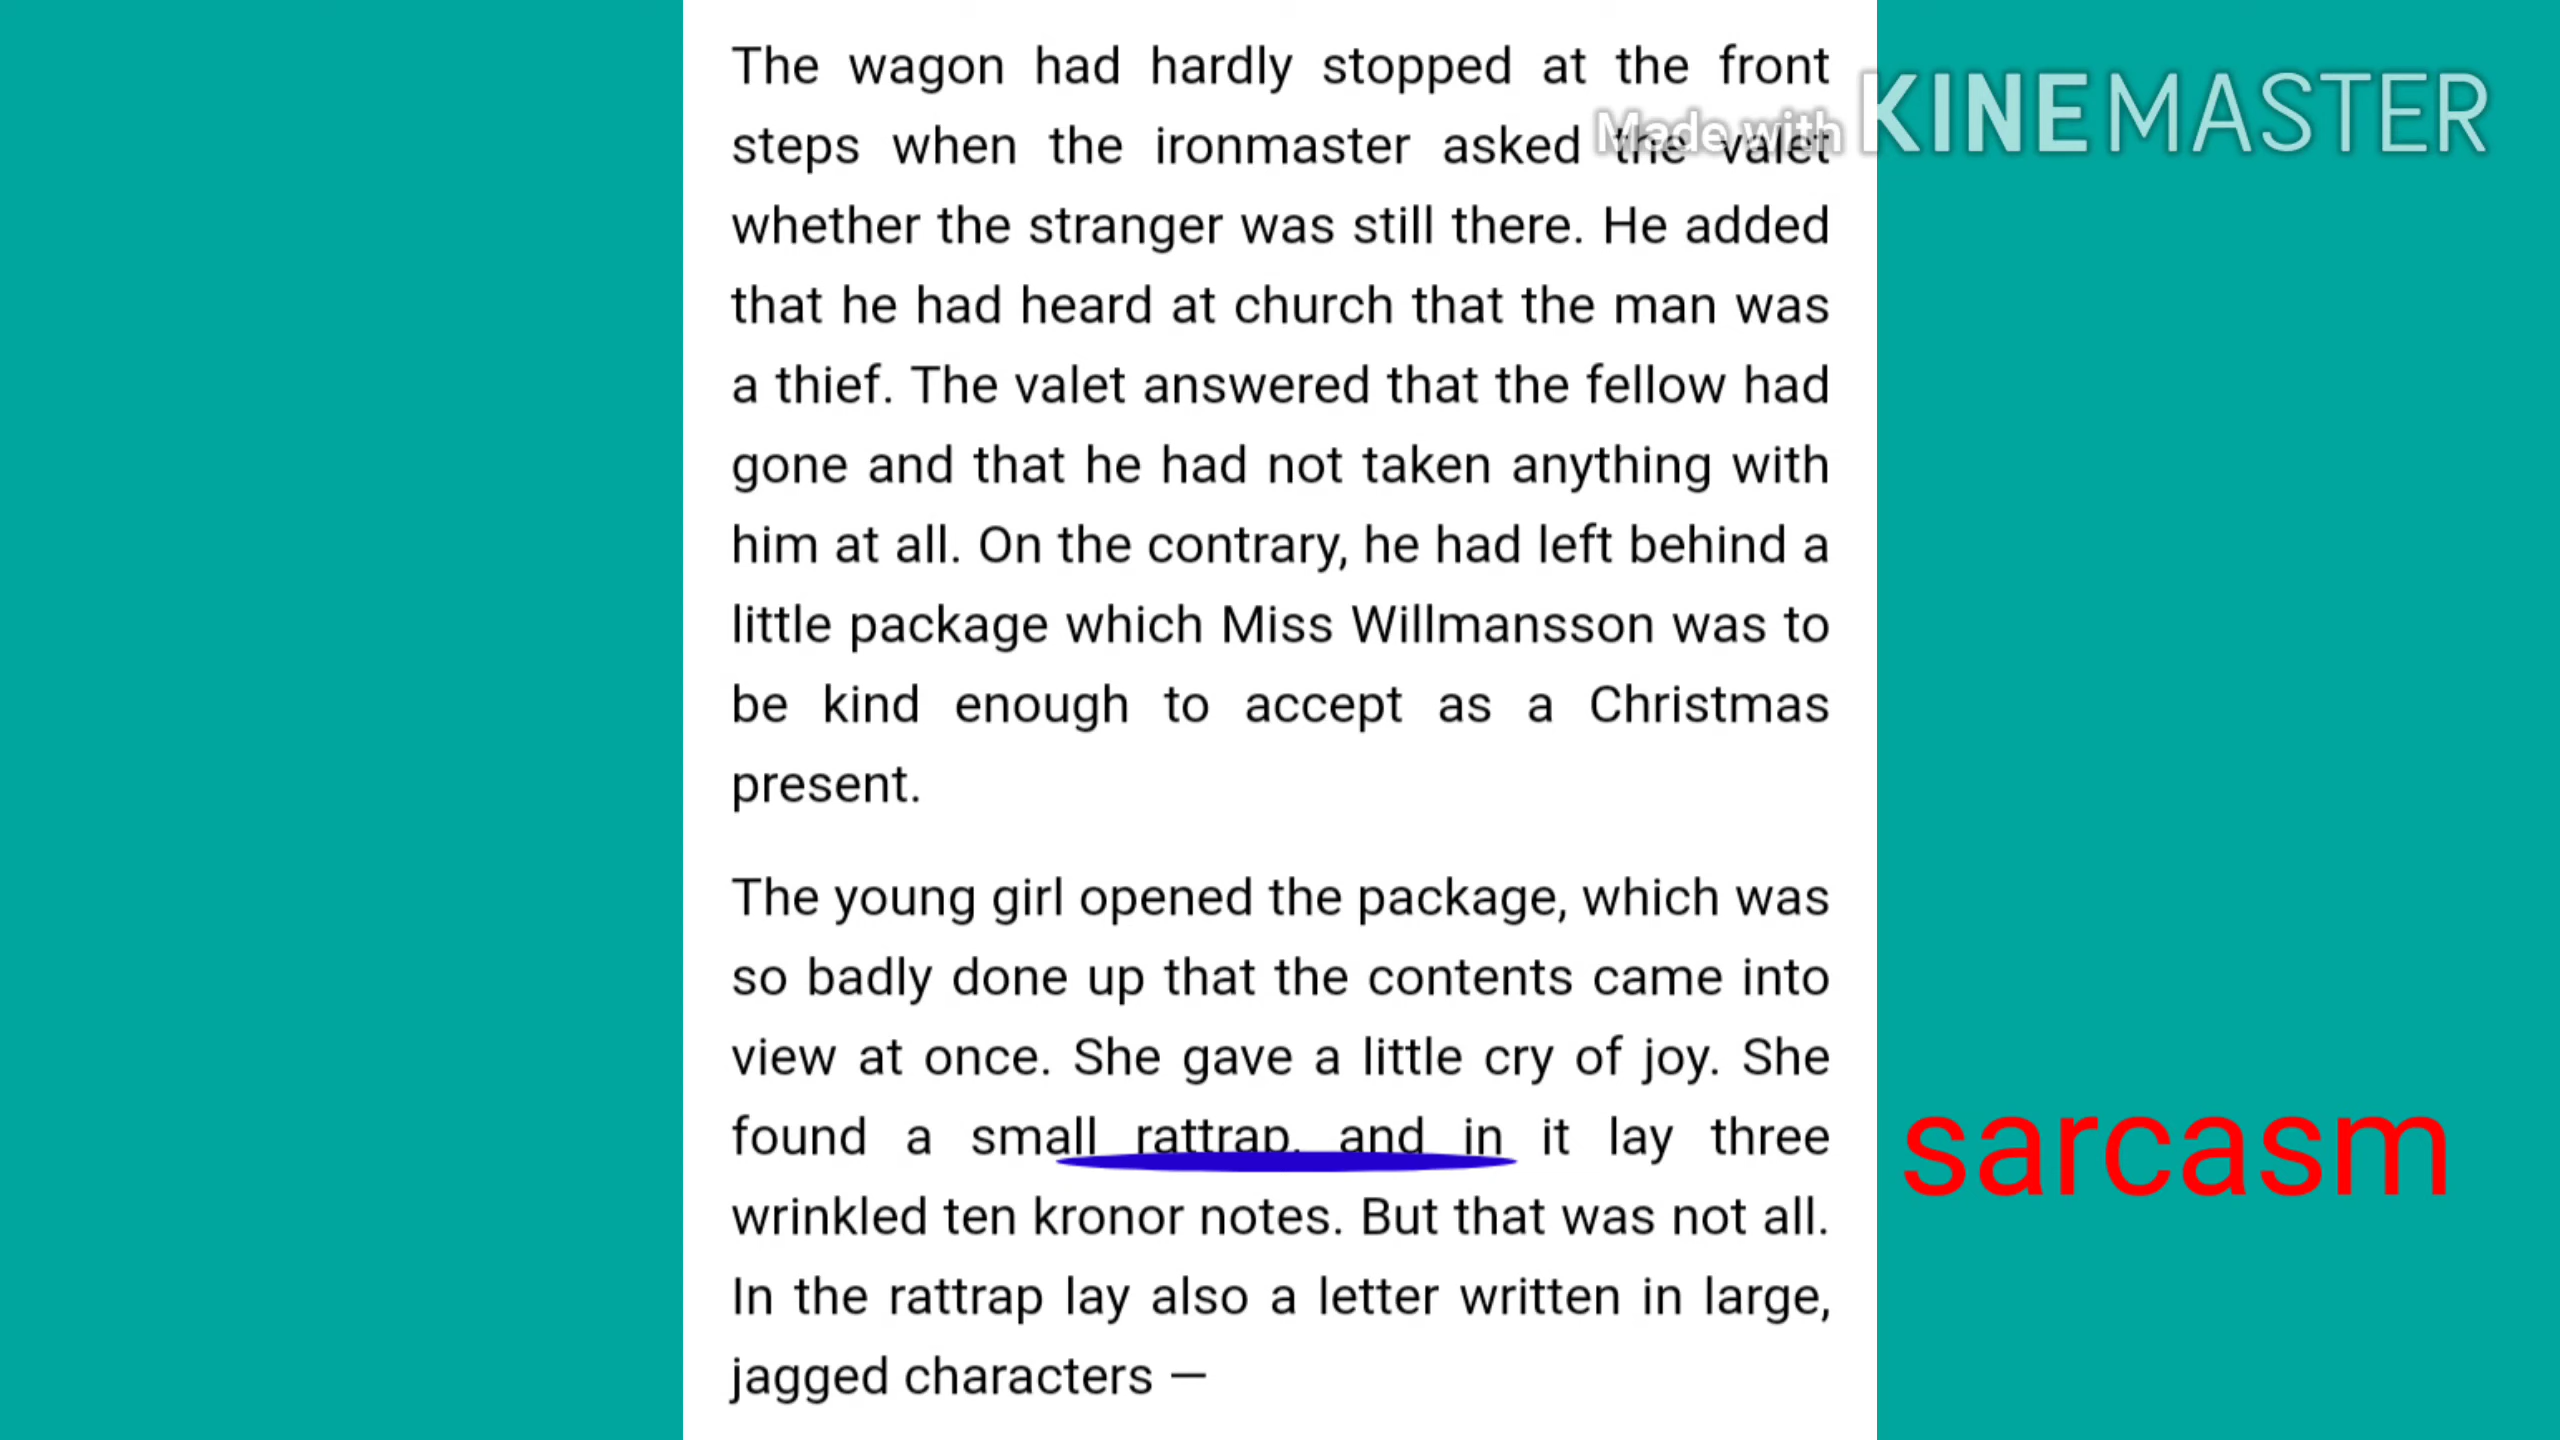 The wagon had hardly stopped at the front
steps when the ironmaster asked the valet
whether the stranger was still there. He added
that he had heard at church that the man was
a thief. The valet answered that the fellow had
gone and that he had not taken anything with
him at all. On the contrary, he had left behind a
little package which Miss Willmansson was to
be kind enough to accept as a Christmas
present.
The young girl opened the package, which was
so badly done up that the contents came into
view at once. She gave a little cry of joy. She
found a small rattrap, and in it lay three
wrinkled ten kronor notes. But that was not all.
In the rattrap lay also a letter written in large,
jagged characters —
Made with KINEMASTER
sarcasm